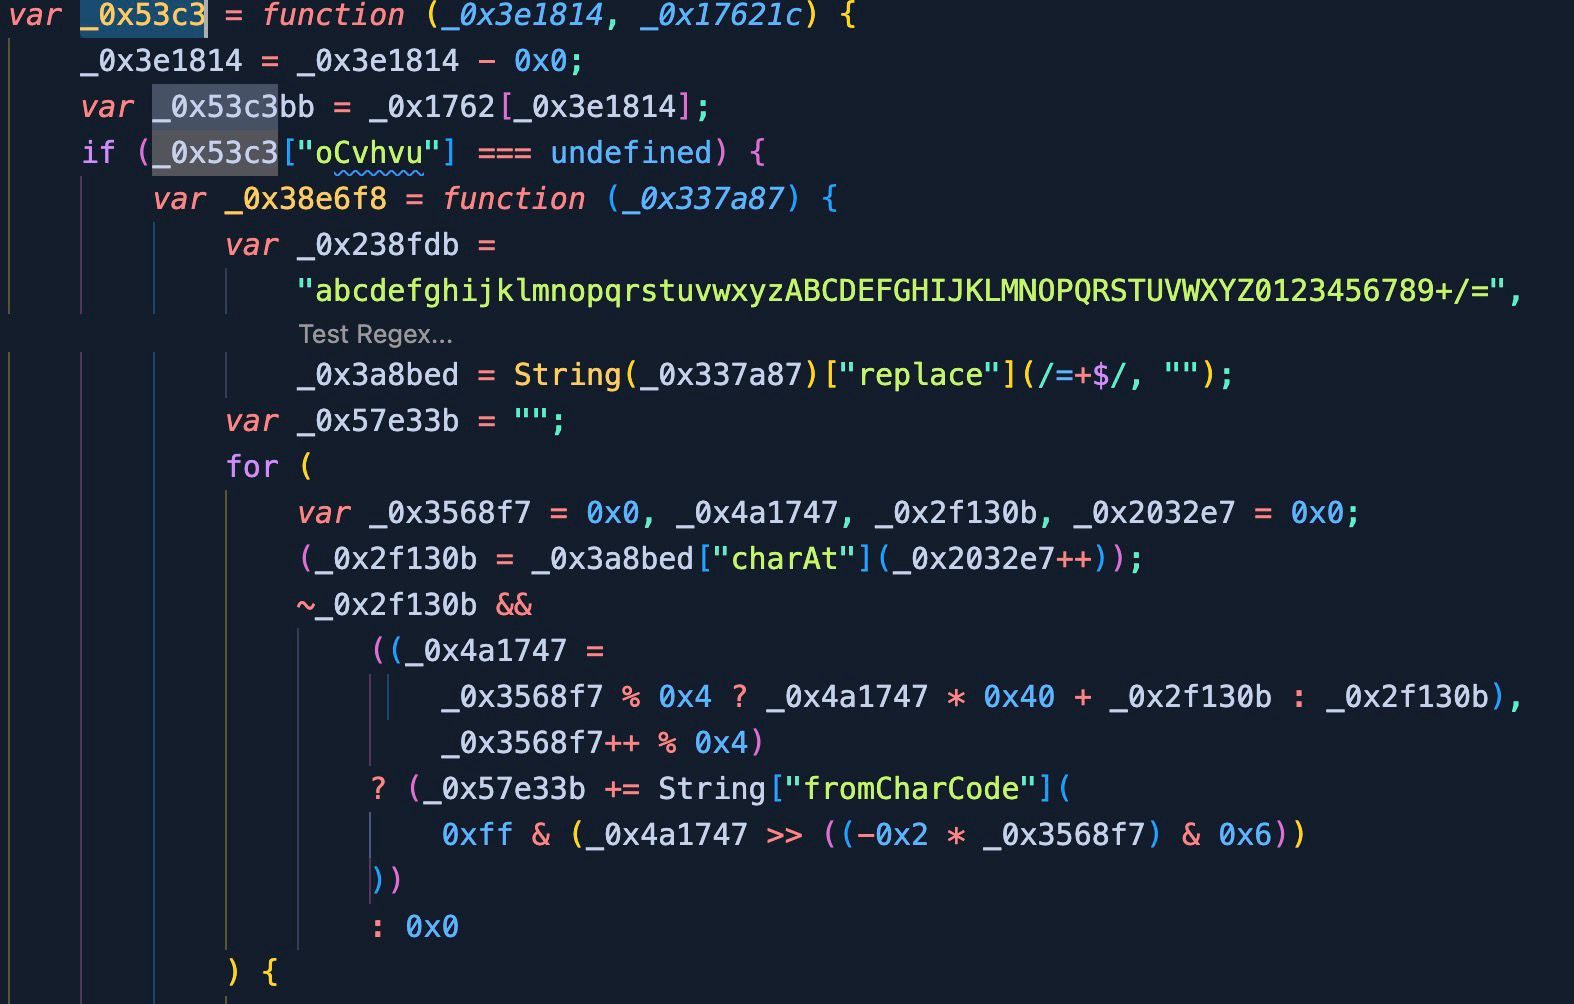 var _0x53c3 = function (_0x3e1814, _0x17621c) {
_0x3e1814 = _0x3e1814 - 0x0;
var _0x53c3bb = _0x1762[_0x3e1814];
if (_0x53c3["oCvhvu"] === undefined) {
var _0x38e6f8 = function (_0x337a87) {
var _0x238fdb =
"abcdefghijklmnopqrstuvwxyzABCDEFGHIJKLMNOPQRSTUVWXYZ0123456789+/=",
Test Regex...
_0x3a8bed = String(_0x337a87)["replace"](/=+$/, "");
var _0x57e33b = "";
for (
var _0x3568f7 = 0x0, _0x4a1747, _0x2f130b, _0x2032e7 = 0x0;
(_0x2f130b = _0x3a8bed["charAt"](_0x2032e7++));
~_0x2f130b &&
((_0x4a1747 =
_0x3568f7 % 0x4 ? _0x4a1747 * 0x40 + _0x2f130b : _0x2f130b),
_0x3568f7++ % 0x4)
? (_0x57e33b += String["fromCharCode"](
0xff & (_0x4a1747 >> ((-0x2 * _0x3568f7) & 0x6))
))
: 0x0
) {